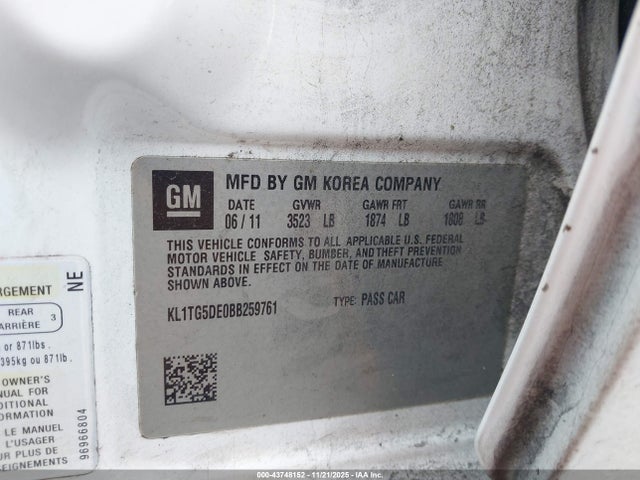 GM
MFD BY GM KOREA COMPANY
DATE GVWR GAWR FRT GAWR RR
06/11 3523 LB 1874 LB 1808 LB
THIS VEHICLE CONFORMS TO ALL APPLICABLE U.S. FEDERAL
MOTOR VEHICLE SAFETY, BUMPER, AND THEFT PREVENTION
STANDARDS IN EFFECT ON THE DATE OF MANUFACTURE
SHOWN ABOVE.
KL1TG5DE0BB259761 TYPE: PASS CAR
NE
ARGEMENT
REAR
ARRIÈRE 3
or 871lbs.
395kg ou 871lb.
OWNER'S
NUAL FOR
DITIONAL
ORMATION
LE MANUEL
L'USAGER
UR PLUS DE
SEIGNEMENTS
96966804
000-43748152 - 11/21/2025 - IAA Inc.